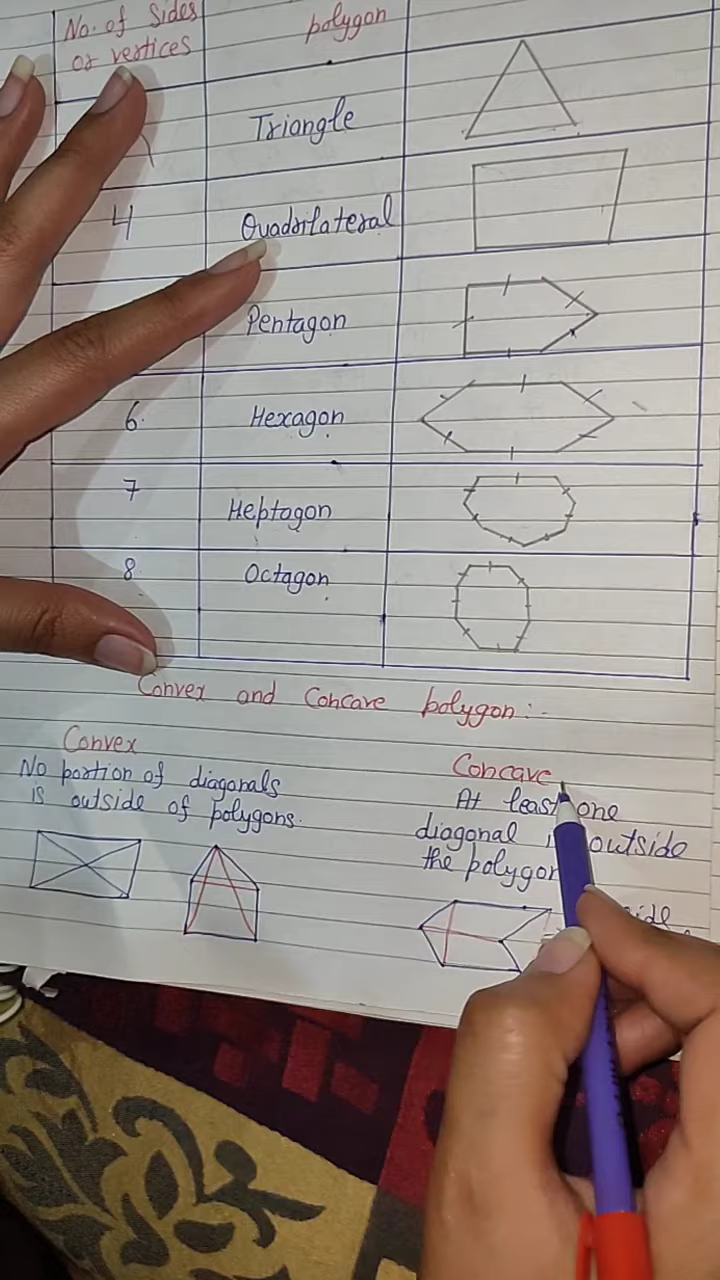 No. of Sides
or vertices
polygon
Triangle
4 Quadrilateral
Pentagon
6. Hexagon
7 Heptagon
8 Octagon
Convex and Concave polygon:-
Convex
No portion of diagonals
is outside of polygons.
Concave
At least one
diagonal outside
the polygon